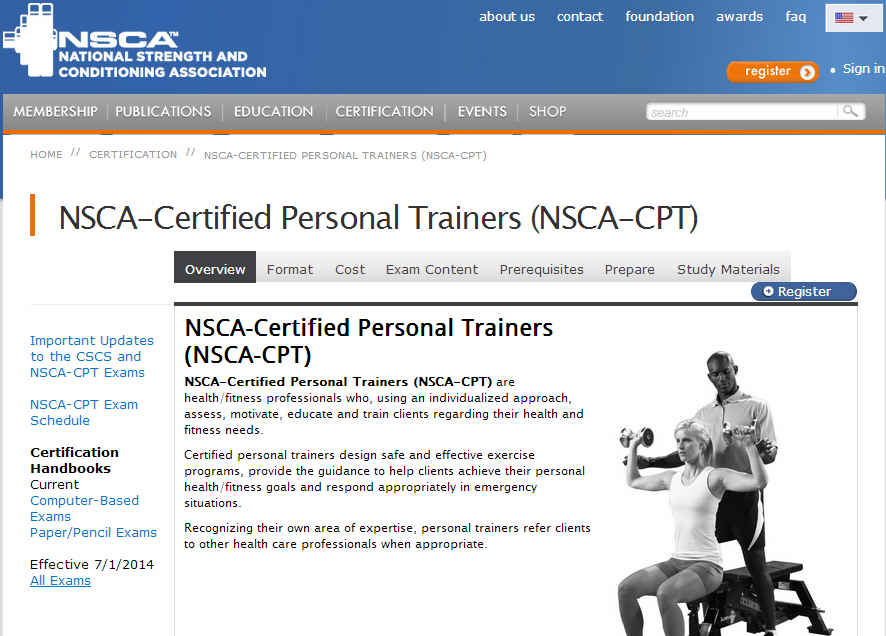 NSCA™
NATIONAL STRENGTH AND
CONDITIONING ASSOCIATION
about us contact foundation awards faq
register
Sign in
MEMBERSHIP PUBLICATIONS EDUCATION CERTIFICATION EVENTS SHOP
search
HOME // CERTIFICATION // NSCA-CERTIFIED PERSONAL TRAINERS (NSCA-CPT)
NSCA-Certified Personal Trainers (NSCA-CPT)
Overview Format Cost Exam Content Prerequisites Prepare Study Materials
Register
Important Updates
to the CSCS and
NSCA-CPT Exams
NSCA-CPT Exam
Schedule
Certification
Handbooks
Current
Computer-Based
Exams
Paper/Pencil Exams
Effective 7/1/2014
All Exams
NSCA-Certified Personal Trainers
(NSCA-CPT)
NSCA-Certified Personal Trainers (NSCA-CPT) are
health/fitness professionals who, using an individualized approach,
assess, motivate, educate and train clients regarding their health and
fitness needs.
Certified personal trainers design safe and effective exercise
programs, provide the guidance to help clients achieve their personal
health/fitness goals and respond appropriately in emergency
situations.
Recognizing their own area of expertise, personal trainers refer clients
to other health care professionals when appropriate.